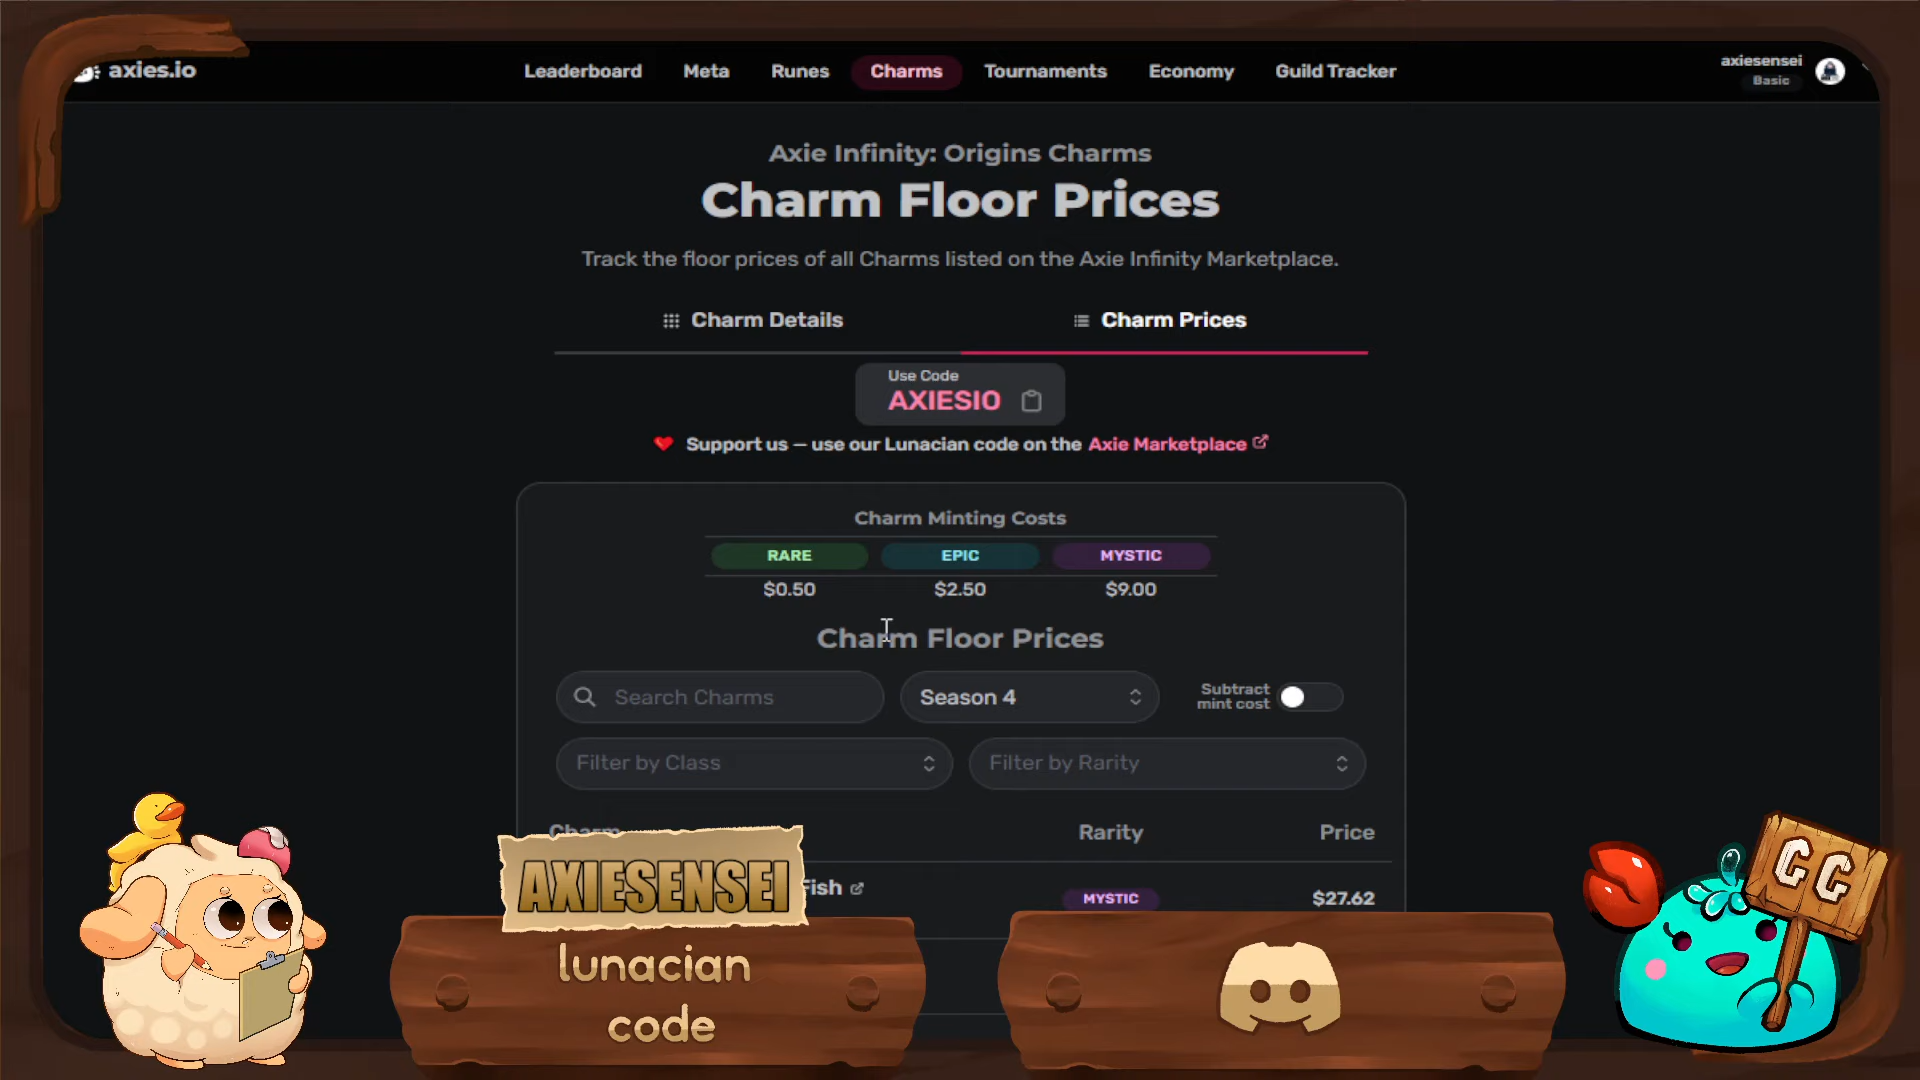 axies.io
Leaderboard Meta Runes Charms Tournaments Economy Guild Tracker
axiesensei
Basic
Axie Infinity: Origins Charms
Charm Floor Prices
Track the floor prices of all Charms listed on the Axie Infinity Marketplace.
Charm Details Charm Prices
Use Code
AXIESIO
Support us — use our Lunacian code on the Axie Marketplace
Charm Minting Costs
RARE EPIC MYSTIC
$0.50 $2.50 $9.00
Charm Floor Prices
Search Charms Season 4 Subtract
mint cost
Filter by Class Filter by Rarity
Charm Rarity Price
Fish MYSTIC $27.62
AXIESENSEI
lunacian
code
CC